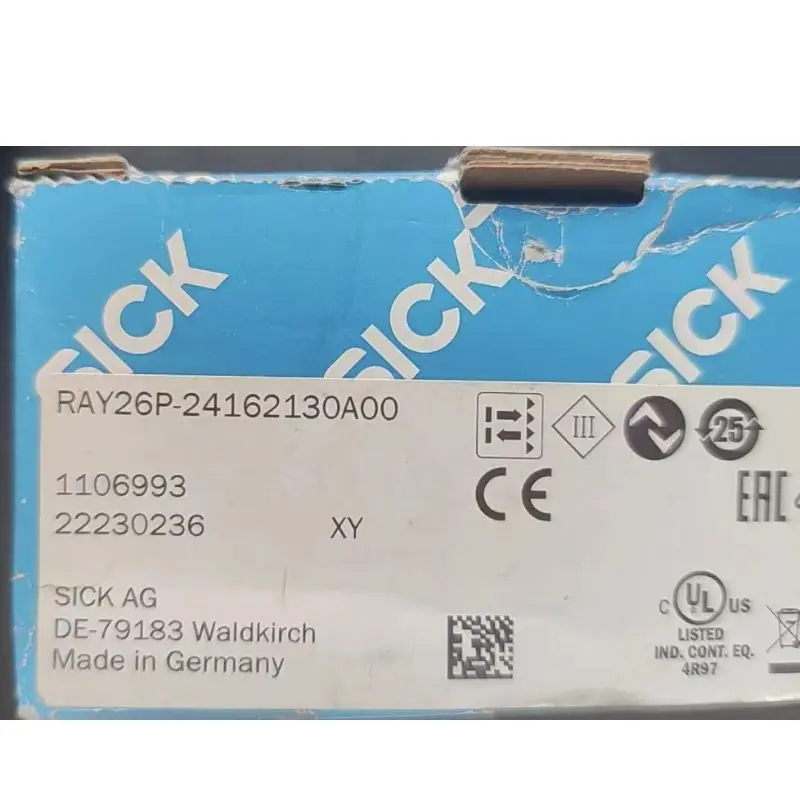 SICK
SICK
SICK
RAY26P-24162130A00
III
25
1106993
22230236 XY
CE
EAC
SICK AG
DE-79183 Waldkirch
Made in Germany
C UL US
LISTED
IND. CONT. EQ.
4R97